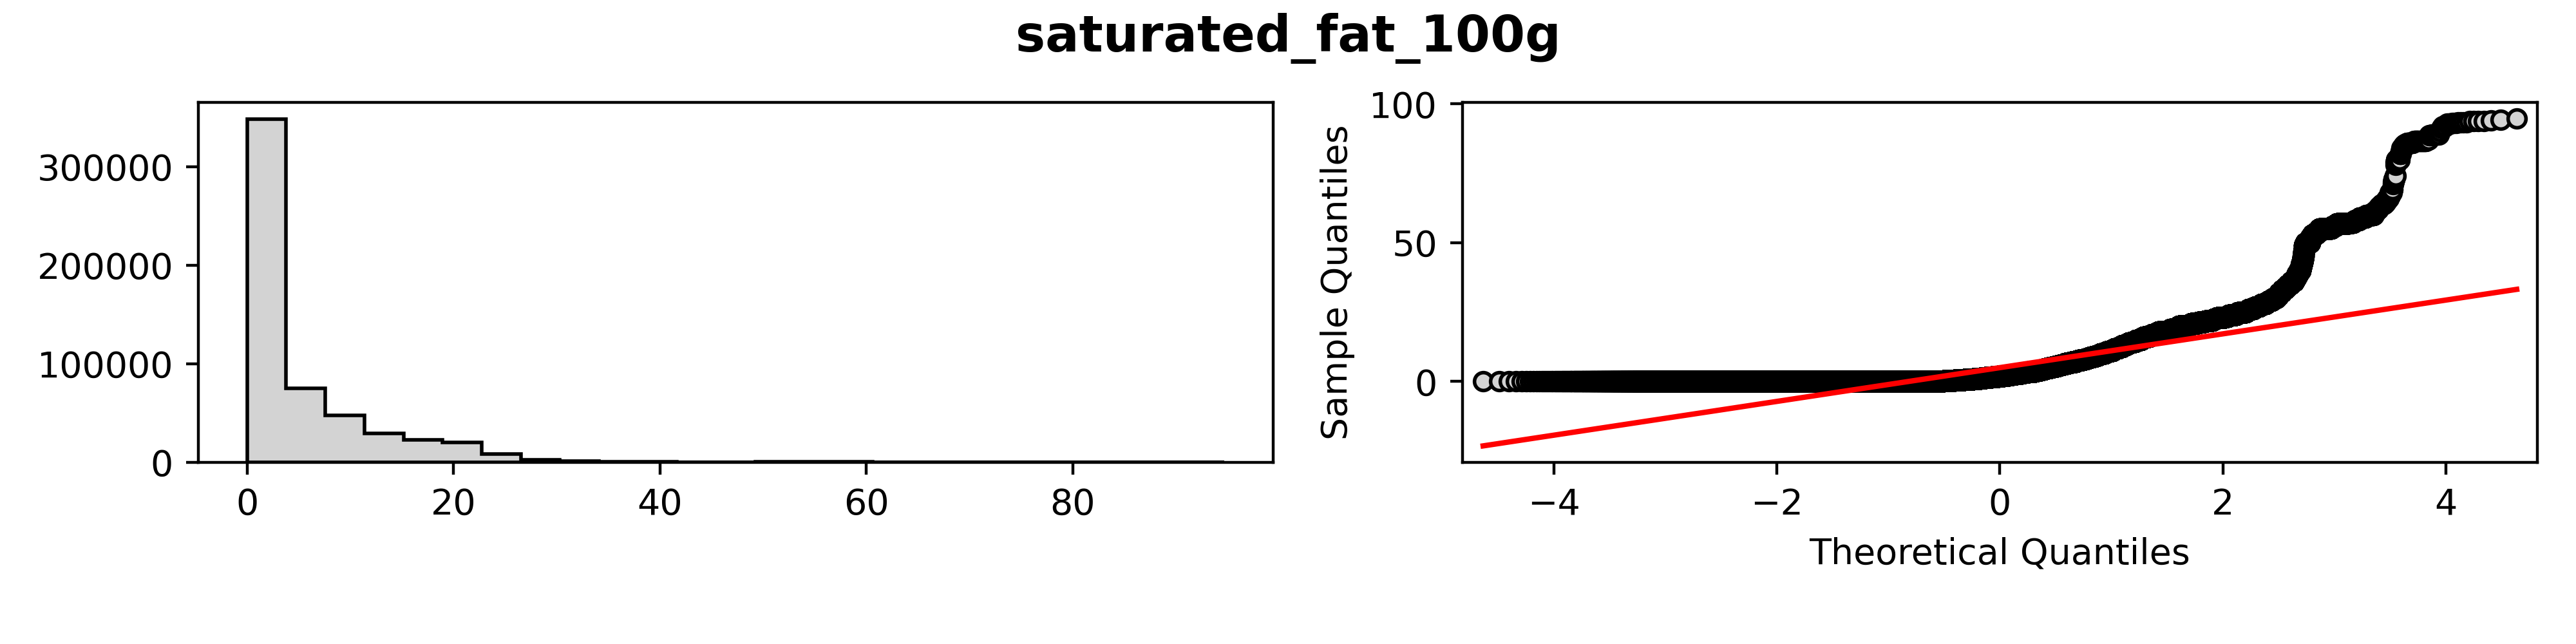 saturated_fat_100g
300000
200000
100000
0
0 20 40 60 80
Sample Quantiles
100
50
0
−4 −2 0 2 4
Theoretical Quantiles